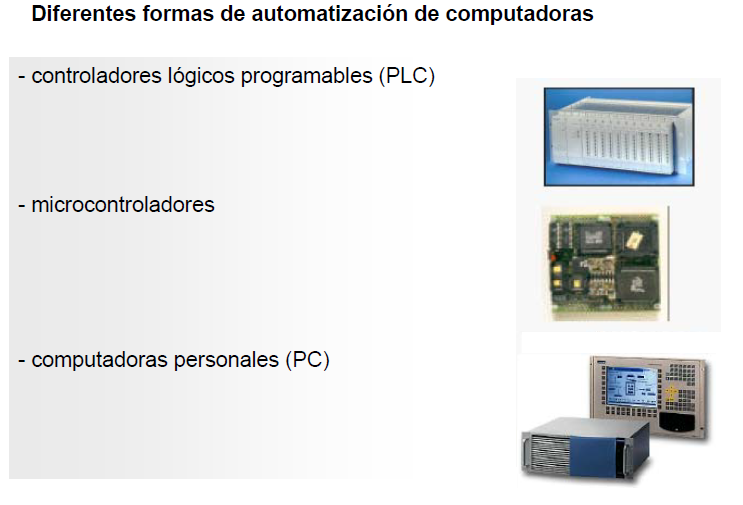 Diferentes formas de automatización de computadoras
- controladores lógicos programables (PLC)
- microcontroladores
- computadoras personales (PC)